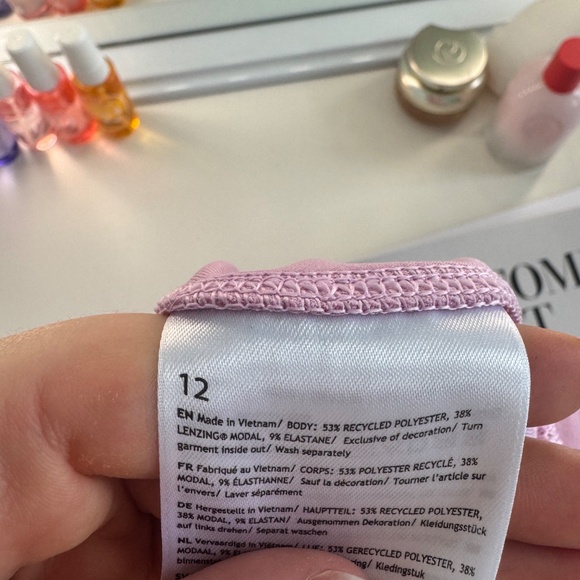 12
EN Made in Vietnam/ BODY: 53% RECYCLED POLYESTER, 38%
LENZING® MODAL, 9% ELASTANE/ Exclusive of decoration/ Turn
garment inside out/ Wash separately
FR Fabriqué au Vietnam/ CORPS: 53% POLYESTER RECYCLÉ, 38%
MODAL, 9% ÉLASTHANNE/ Sauf la décoration/ Tourner l'article sur
l'envers/ Laver séparément
DE Hergestellt in Vietnam/ HAUPTTEIL: 53% RECYCLED POLYESTER,
38% MODAL, 9% ELASTAN/ Ausgenommen Dekoration/ Kleidungsstück
auf links drehen/ Separat waschen
NL Vervaardigd in Vietnam/ 53% GERECYCLED POLYESTER, 38%
MODAAL, 9% Kledingstuk